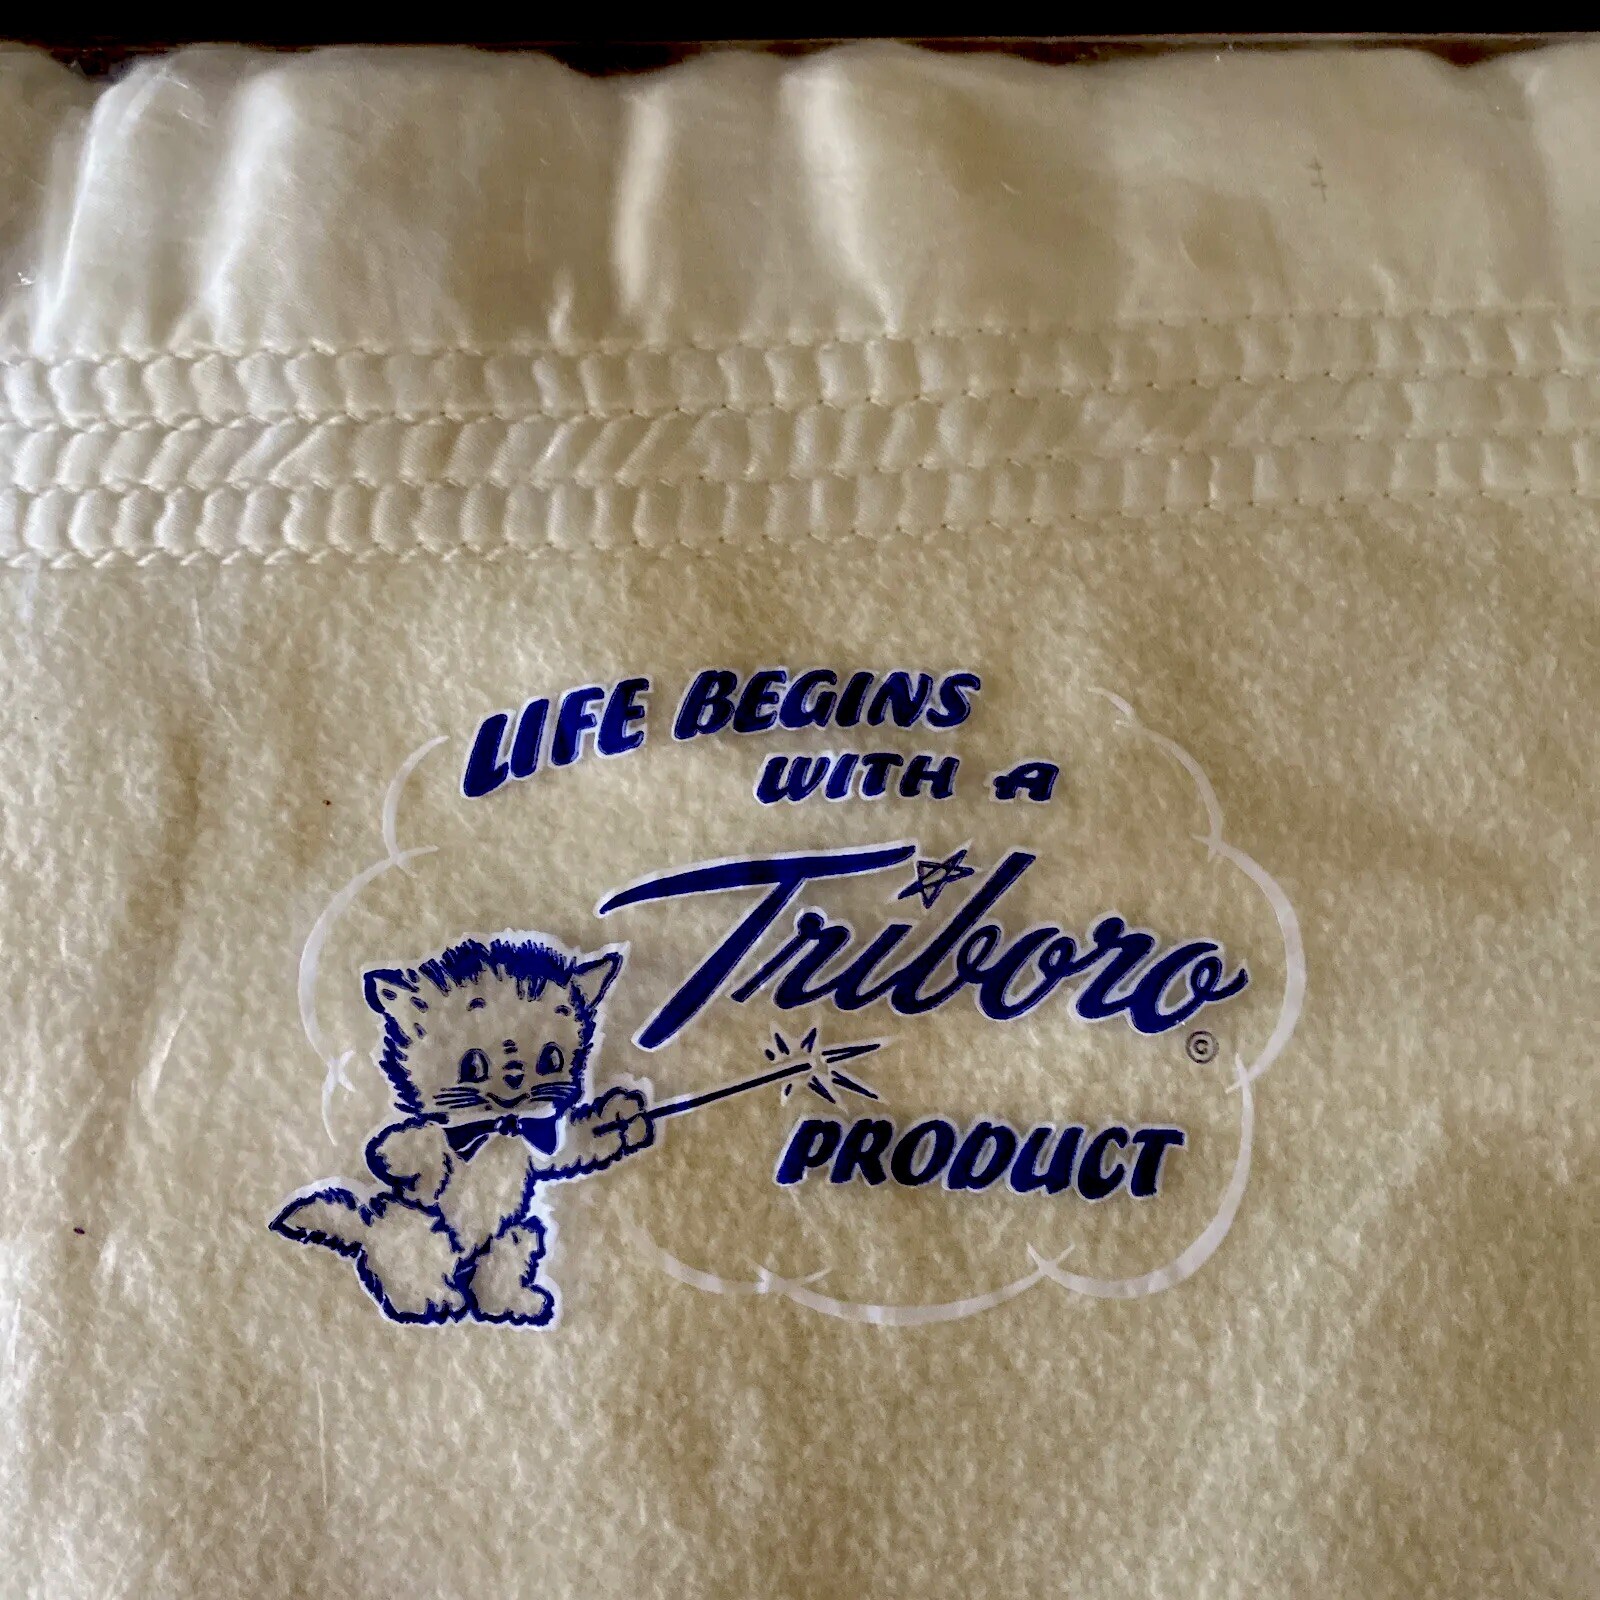 LIFE BEGINS
WITH A
Triboro
©
PRODUCT